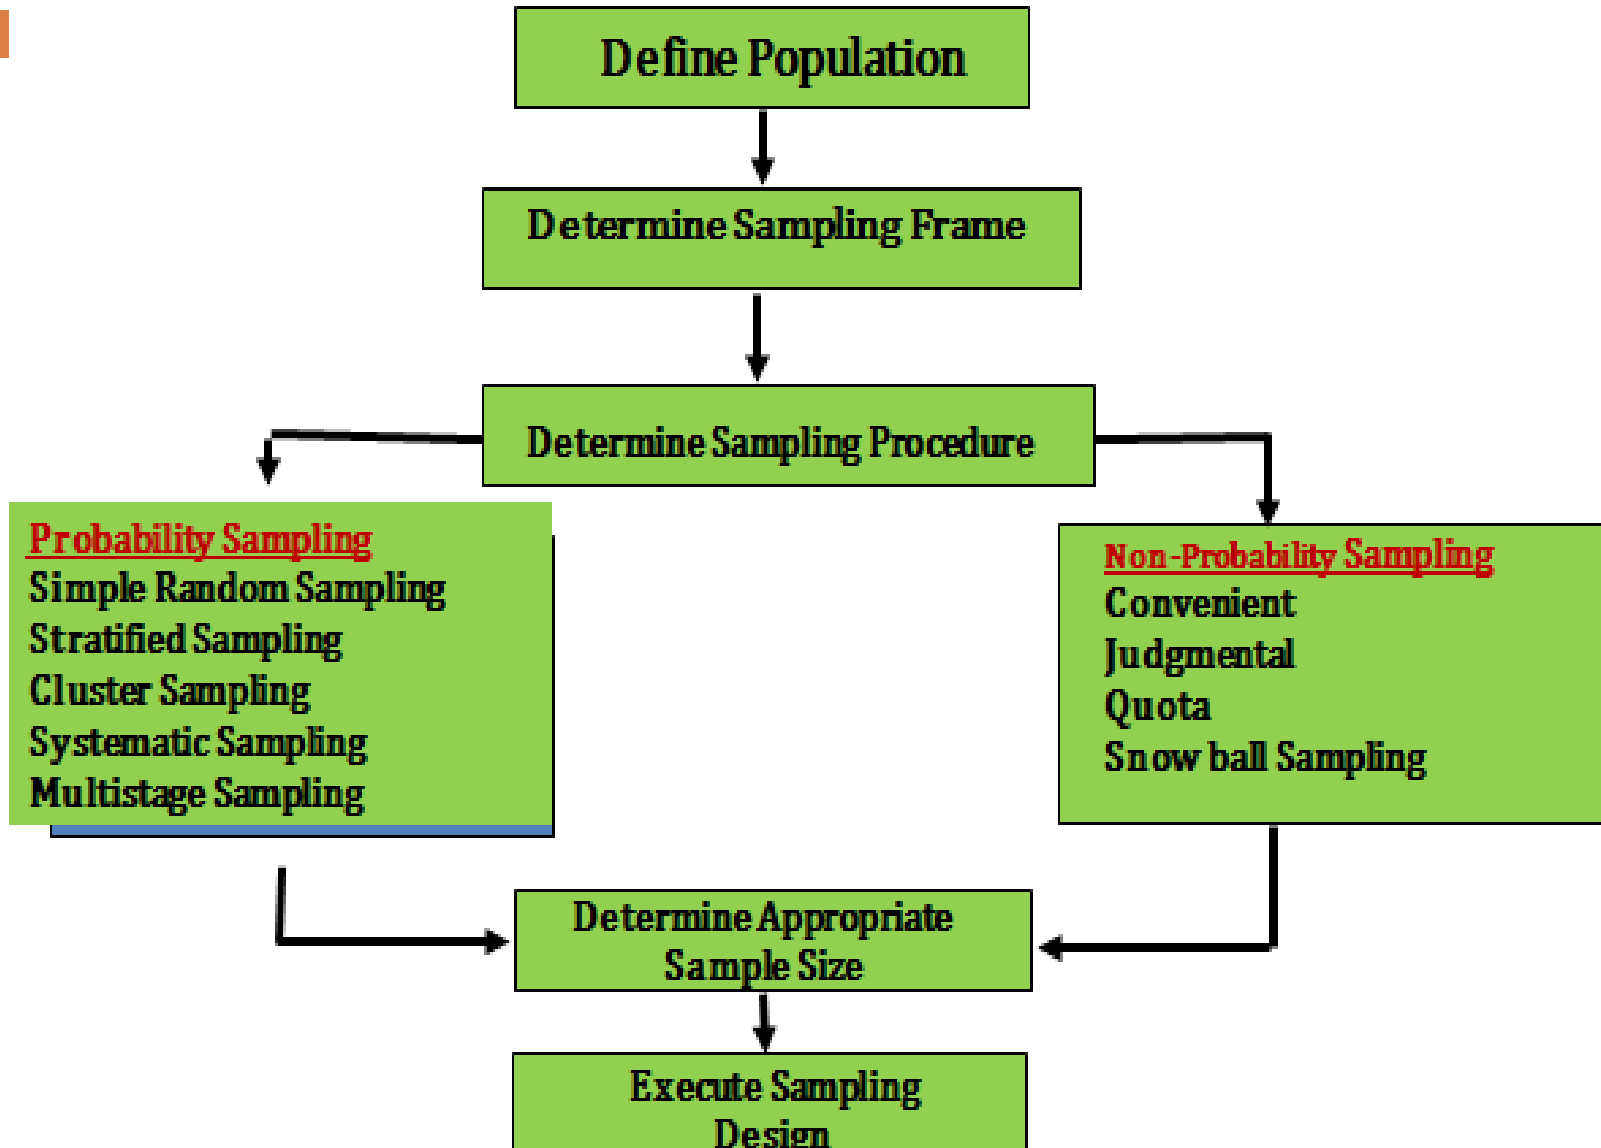 Define Population
Determine Sampling Frame
Determine Sampling Procedure
Probability Sampling
Simple Random Sampling
Stratified Sampling
Cluster Sampling
Systematic Sampling
Multistage Sampling
Non-Probability Sampling
Convenient
Judgmental
Quota
Snow ball Sampling
Determine Appropriate
Sample Size
Execute Sampling
Design